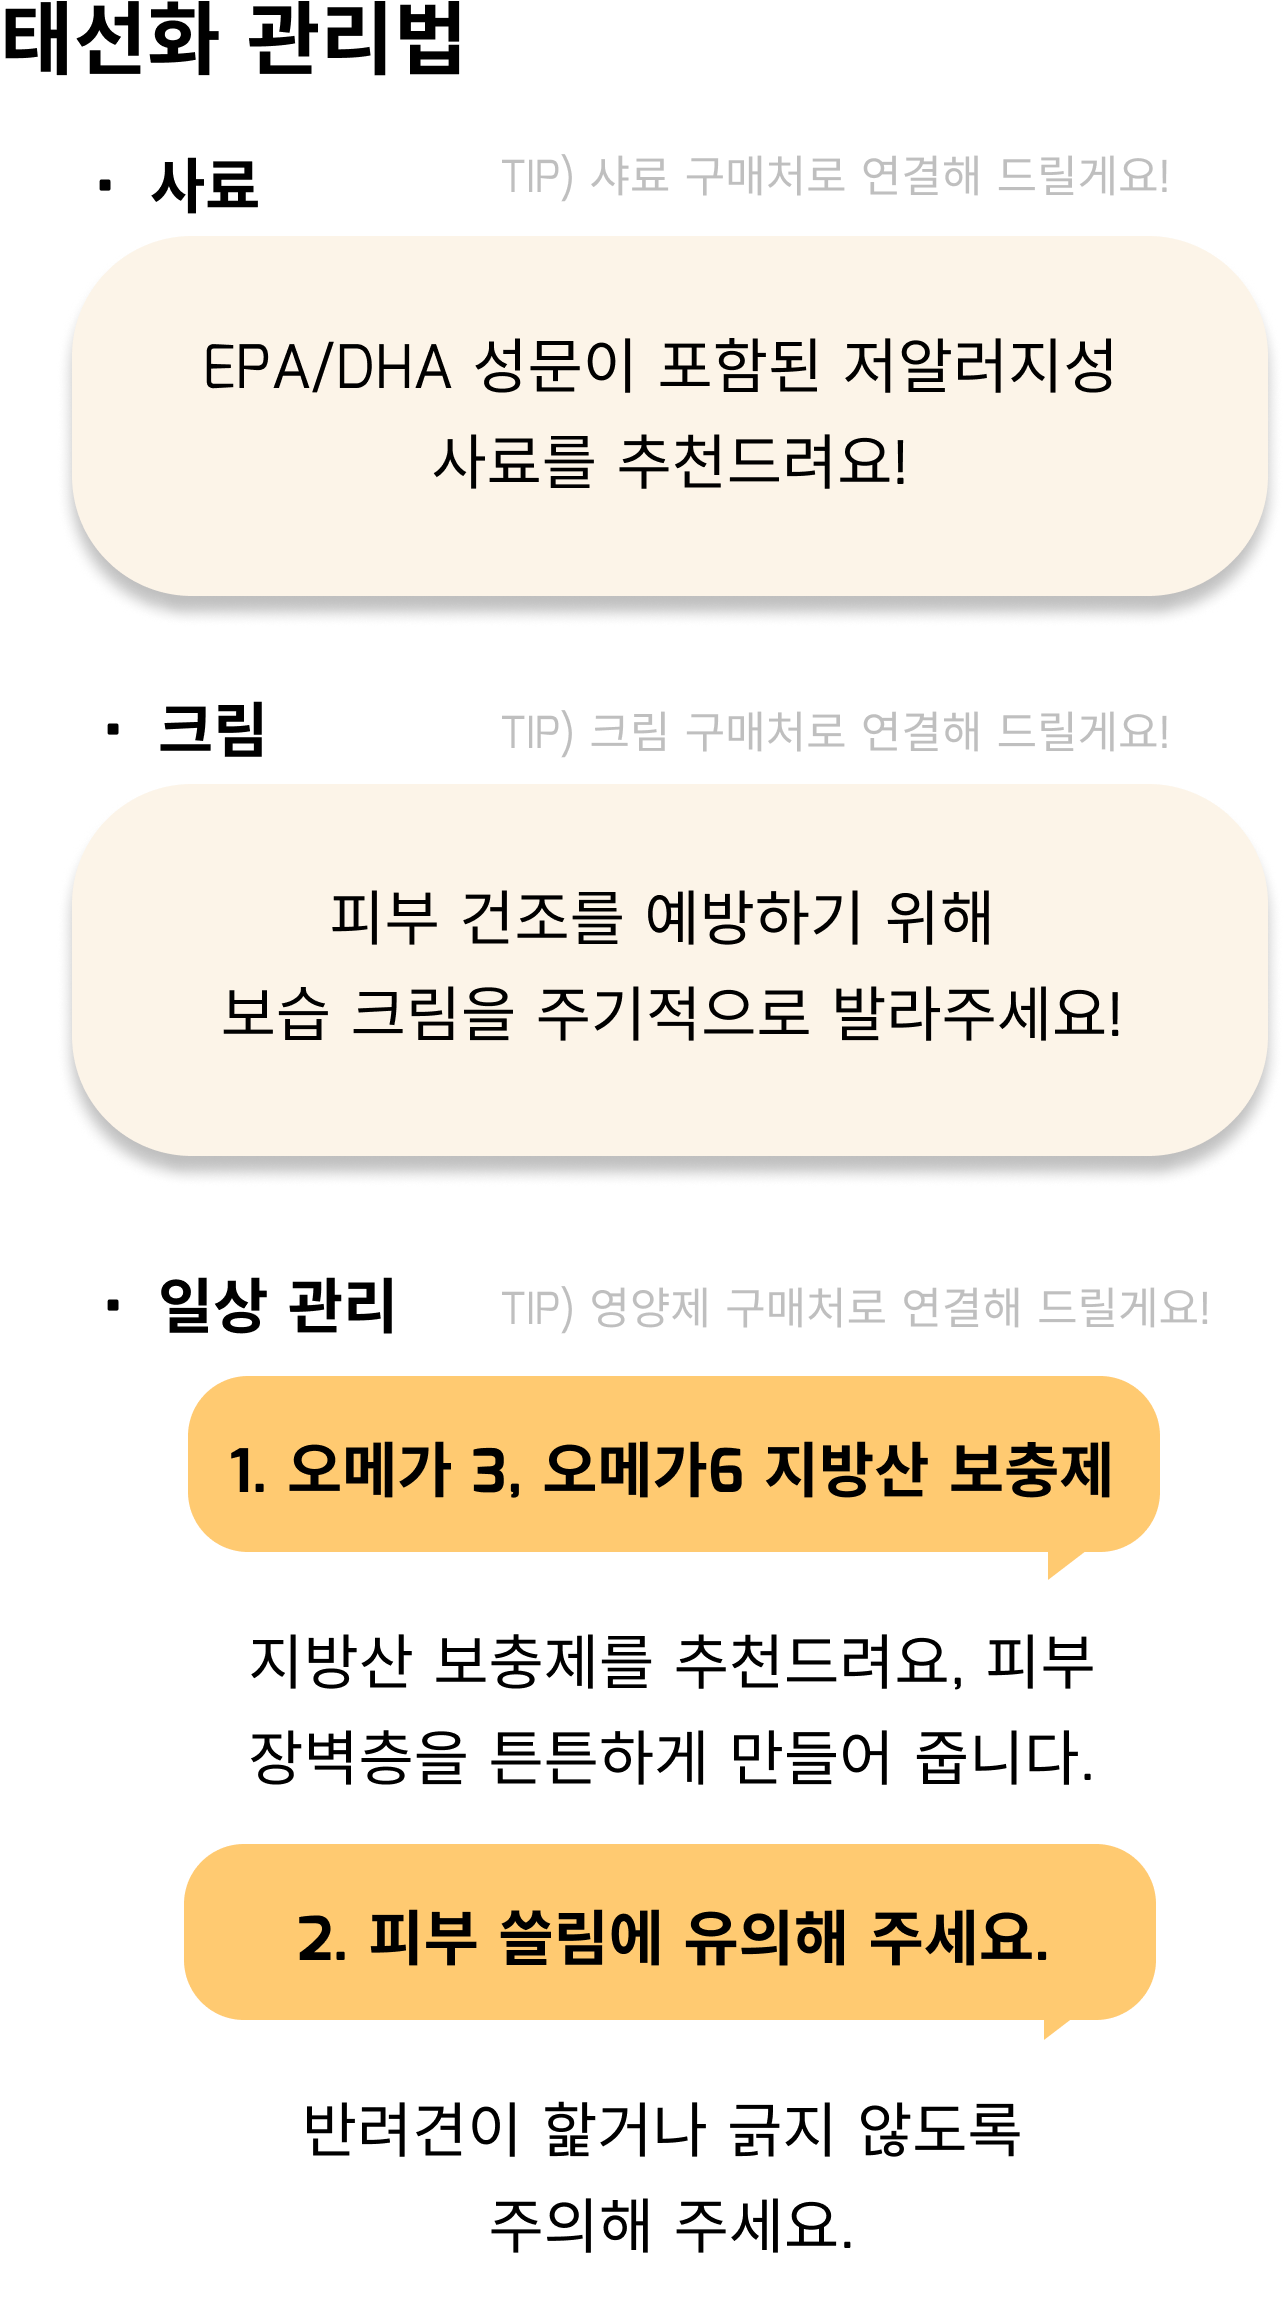 태선화 관리법
· 사료
TIP) 샤료 구매처로 연결해 드릴게요!
EPA/DHA 성문이 포함된 저알러지성
사료를 추천드려요!
· 크림
TIP) 크림 구매처로 연결해 드릴게요!
피부 건조를 예방하기 위해
보습 크림을 주기적으로 발라주세요!
· 일상 관리
TIP) 영양제 구매처로 연결해 드릴게요!
1. 오메가 3, 오메가6 지방산 보충제
지방산 보충제를 추천드려요, 피부
장벽층을 튼튼하게 만들어 줍니다.
2. 피부 쓸림에 유의해 주세요.
반려견이 핥거나 긁지 않도록
주의해 주세요.